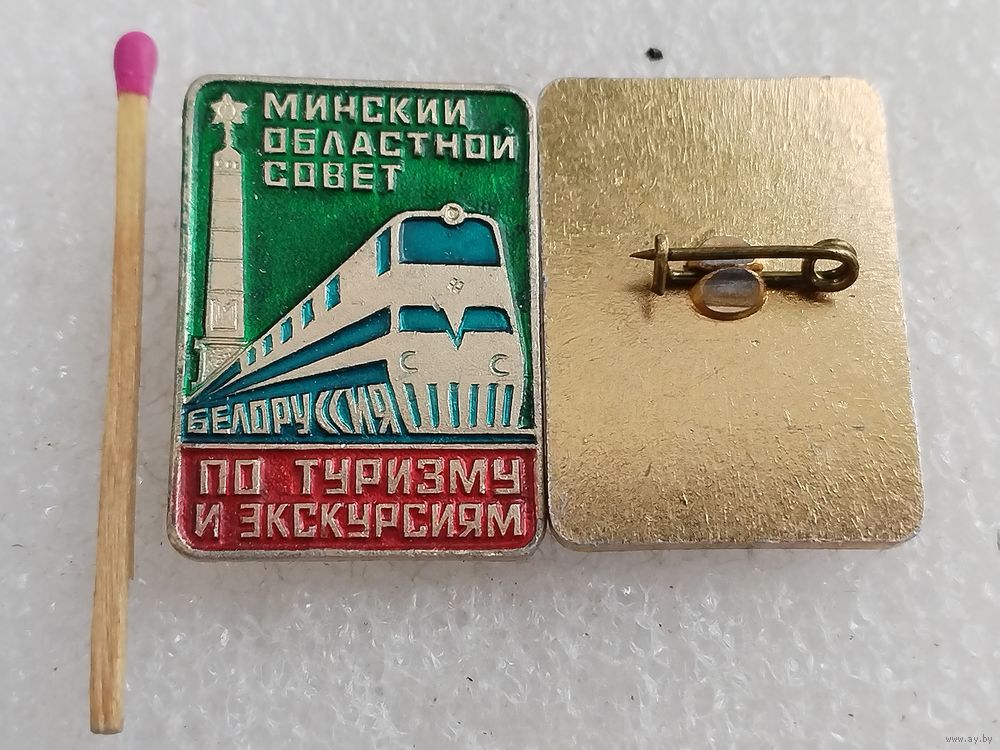 МИНСКИЙ
ОБЛАСТНОЙ
СОВЕТ
БЕЛОРУССИЯ
ПО ТУРИЗМУ
И ЭКСКУРСИЯМ
www.ay.by